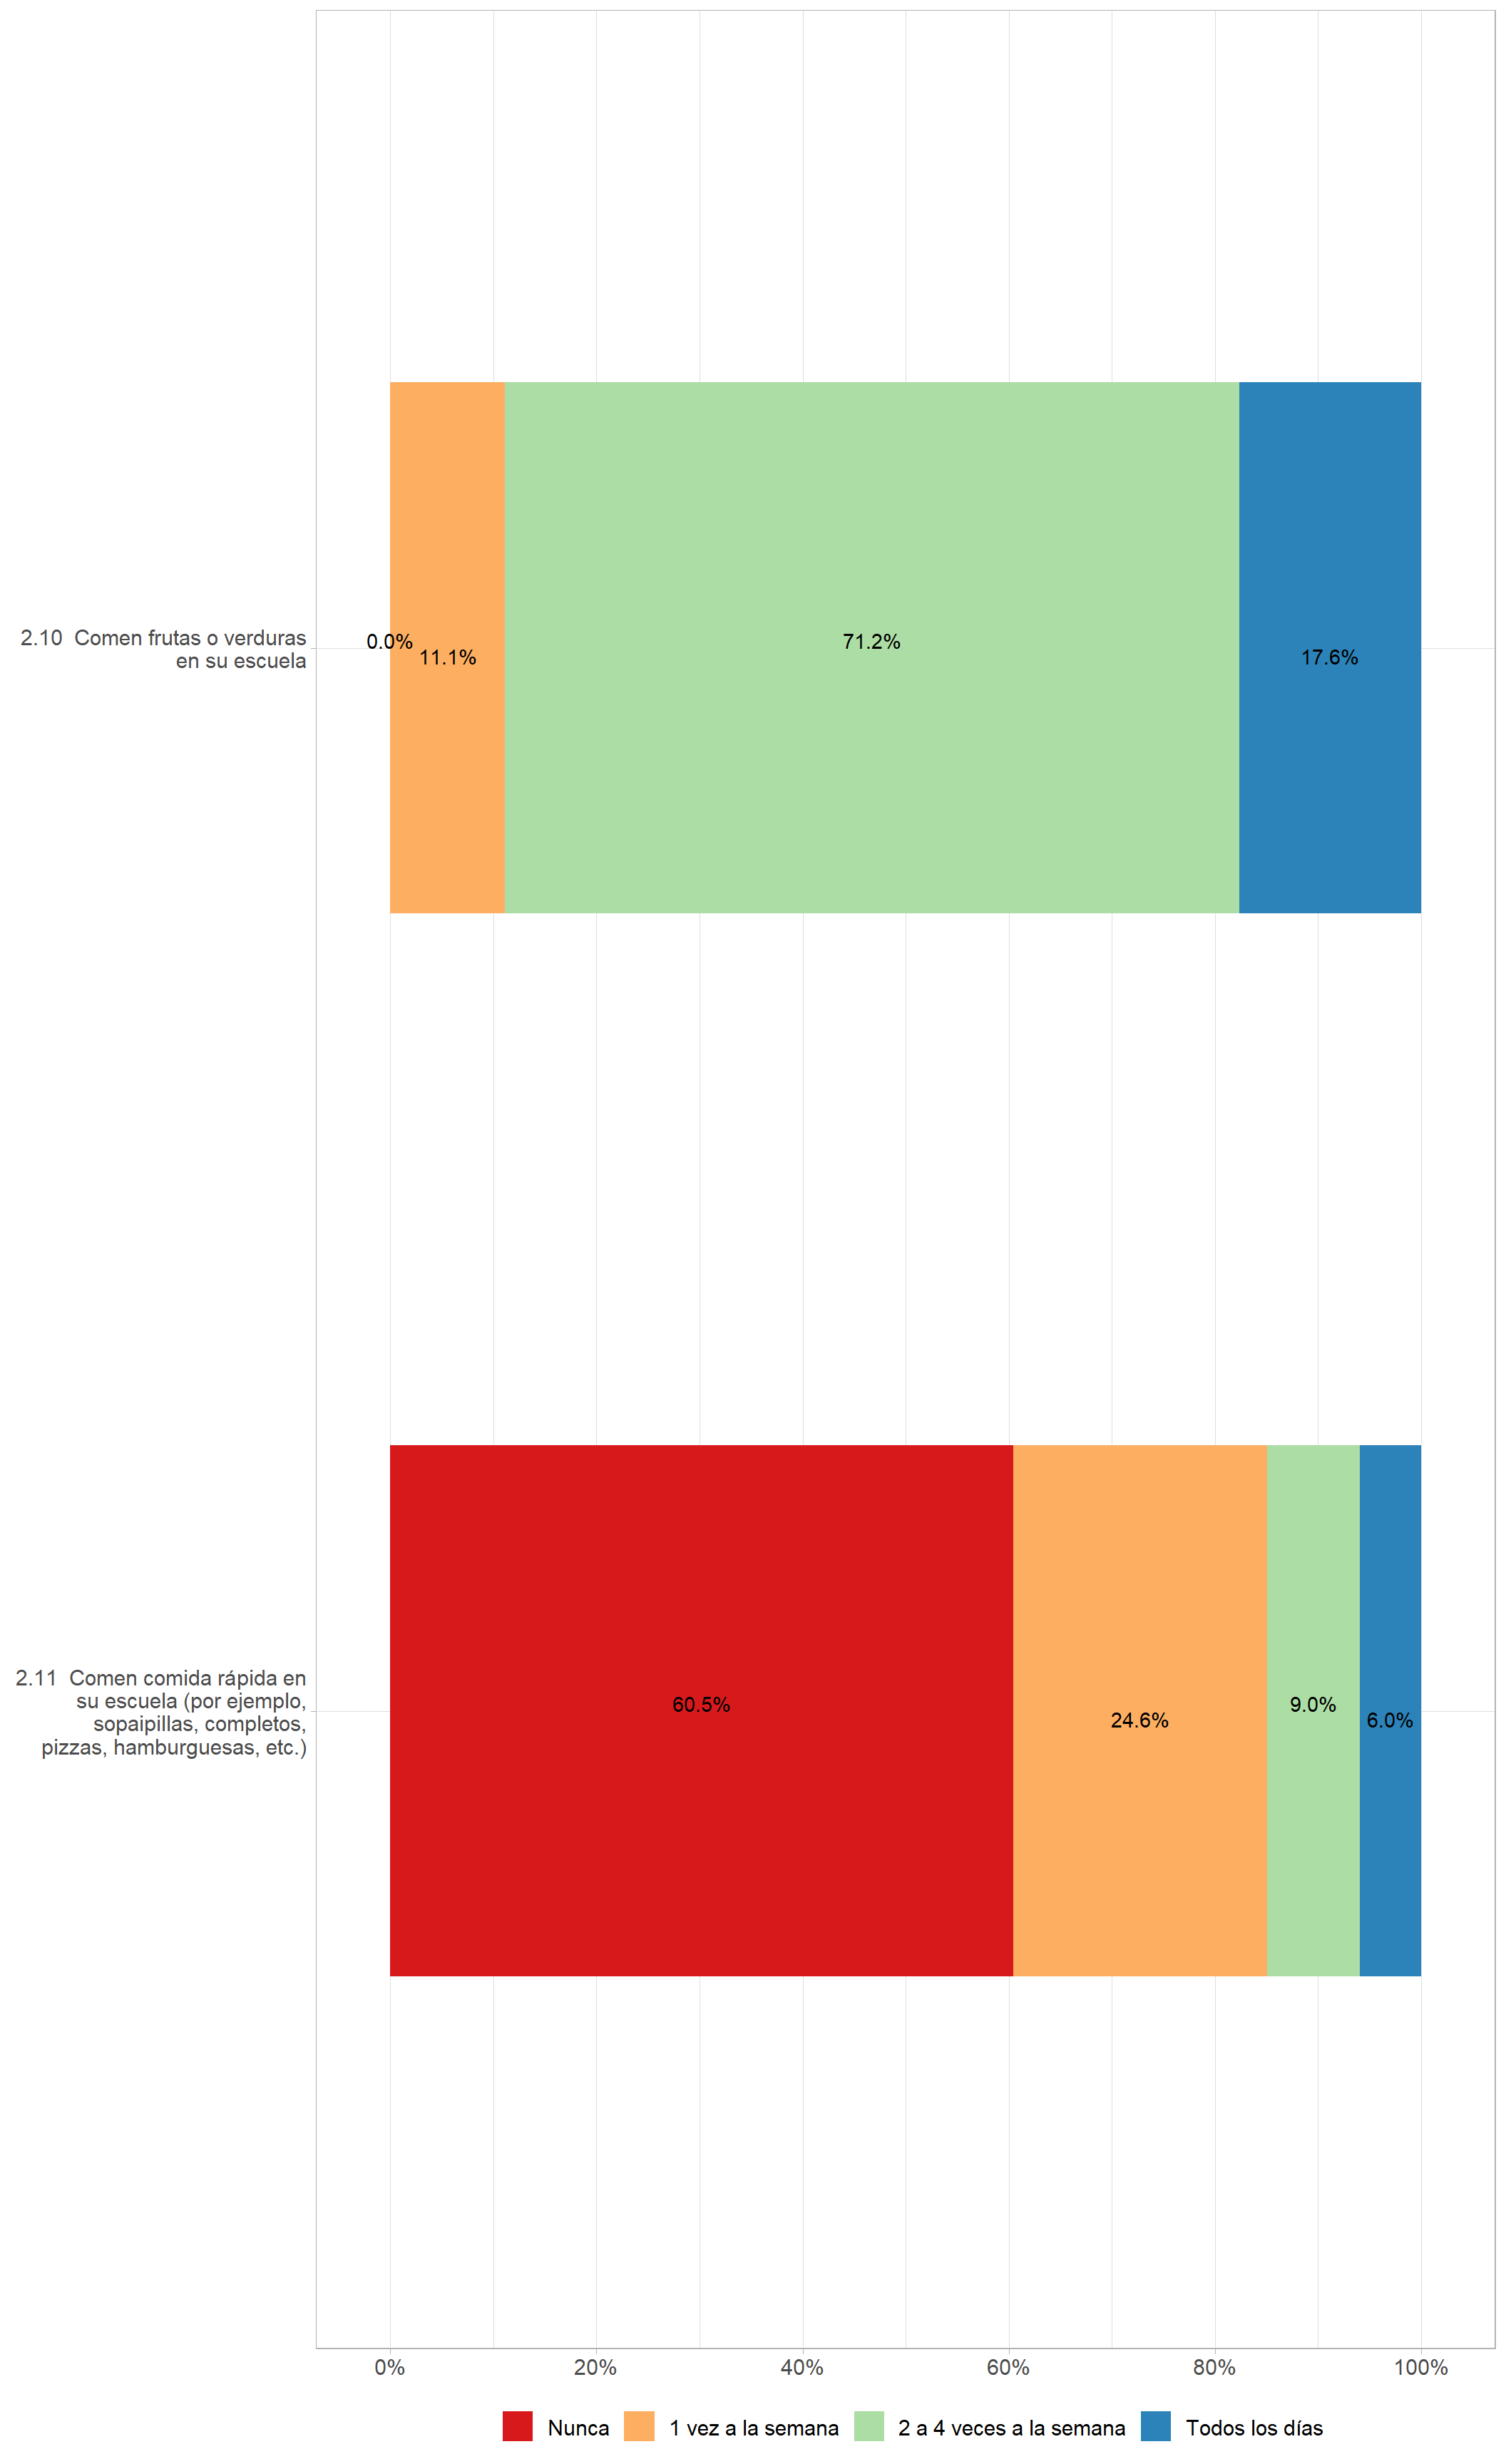 2.10 Comen frutas o verduras
en su escuela
0.0%
11.1%
71.2%
17.6%
2.11 Comen comida rápida en
su escuela (por ejemplo,
sopaipillas, completos,
pizzas, hamburguesas, etc.)
60.5%
24.6%
9.0%
6.0%
0% 20% 40% 60% 80% 100%
Nunca 1 vez a la semana 2 a 4 veces a la semana Todos los días